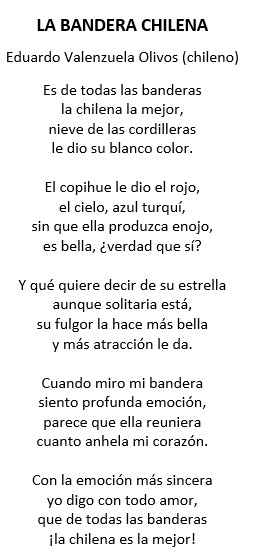 LA BANDERA CHILENA
Eduardo Valenzuela Olivos (chileno)
Es de todas las banderas
la chilena la mejor,
nieve de las cordilleras
le dio su blanco color.
El copihue le dio el rojo,
el cielo, azul turquí,
sin que ella produzca enojo,
es bella, ¿verdad que sí?
Y qué quiere decir de su estrella
aunque solitaria está,
su fulgor la hace más bella
y más atracción le da.
Cuando miro mi bandera
siento profunda emoción,
parece que ella reuniera
cuanto anhela mi corazón.
Con la emoción más sincera
yo digo con todo amor,
que de todas las banderas
¡la chilena es la mejor!